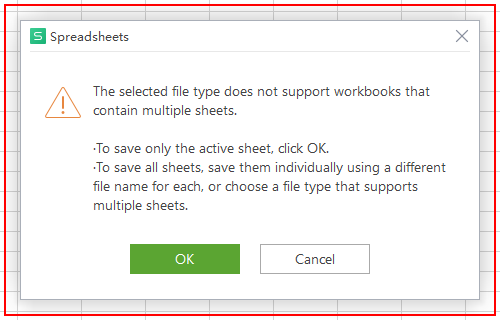 S Spreadsheets
The selected file type does not support workbooks that
contain multiple sheets.
·To save only the active sheet, click OK.
·To save all sheets, save them individually using a different
file name for each, or choose a file type that supports
multiple sheets.
OK Cancel